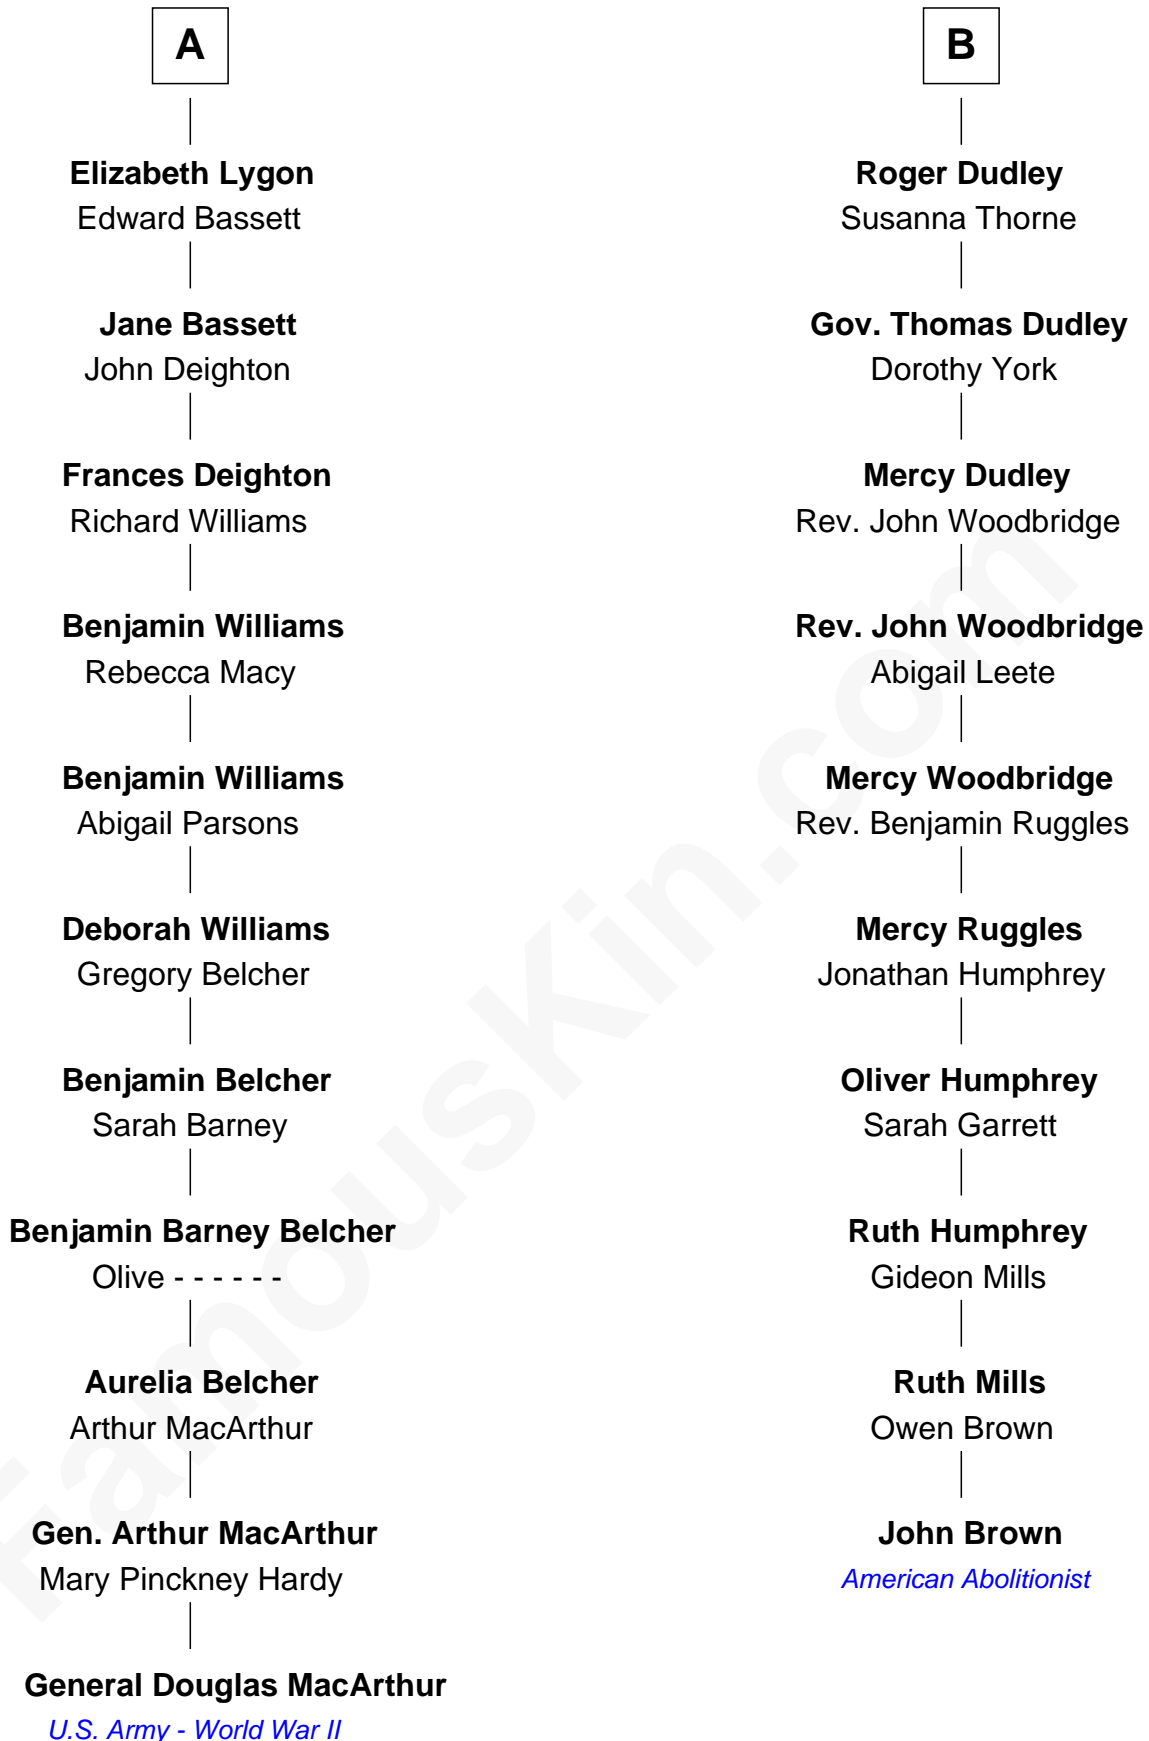 A
Elizabeth Lygon
Edward Bassett
Jane Bassett
John Deighton
Frances Deighton
Richard Williams
Benjamin Williams
Rebecca Macy
Benjamin Williams
Abigail Parsons
Deborah Williams
Gregory Belcher
Benjamin Belcher
Sarah Barney
Benjamin Barney Belcher
Olive - - - - - -
Aurelia Belcher
Arthur MacArthur
Gen. Arthur MacArthur
Mary Pinckney Hardy
General Douglas MacArthur
U.S. Army - World War II
B
Roger Dudley
Susanna Thorne
Gov. Thomas Dudley
Dorothy York
Mercy Dudley
Rev. John Woodbridge
Rev. John Woodbridge
Abigail Leete
Mercy Woodbridge
Rev. Benjamin Ruggles
Mercy Ruggles
Jonathan Humphrey
Oliver Humphrey
Sarah Garrett
Ruth Humphrey
Gideon Mills
Ruth Mills
Owen Brown
John Brown
American Abolitionist
FamousKin.com